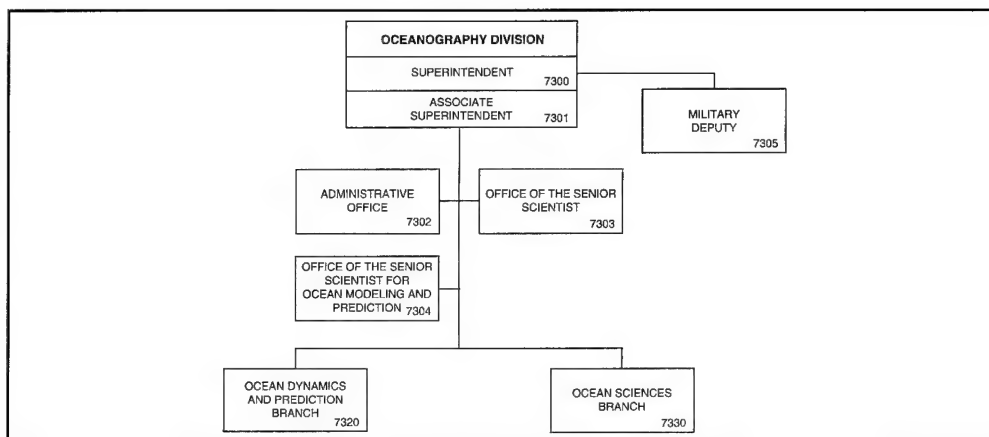 OCEANOGRAPHY DIVISION
SUPERINTENDENT
7300
ASSOCIATE
SUPERINTENDENT
7301
MILITARY
DEPUTY
7305
ADMINISTRATIVE
OFFICE
7302
OFFICE OF THE SENIOR
SCIENTIST
7303
OFFICE OF THE SENIOR
SCIENTIST FOR
OCEAN MODELING AND
PREDICTION 7304
OCEAN DYNAMICS
AND PREDICTION
BRANCH
7320
OCEAN SCIENCES
BRANCH
7330